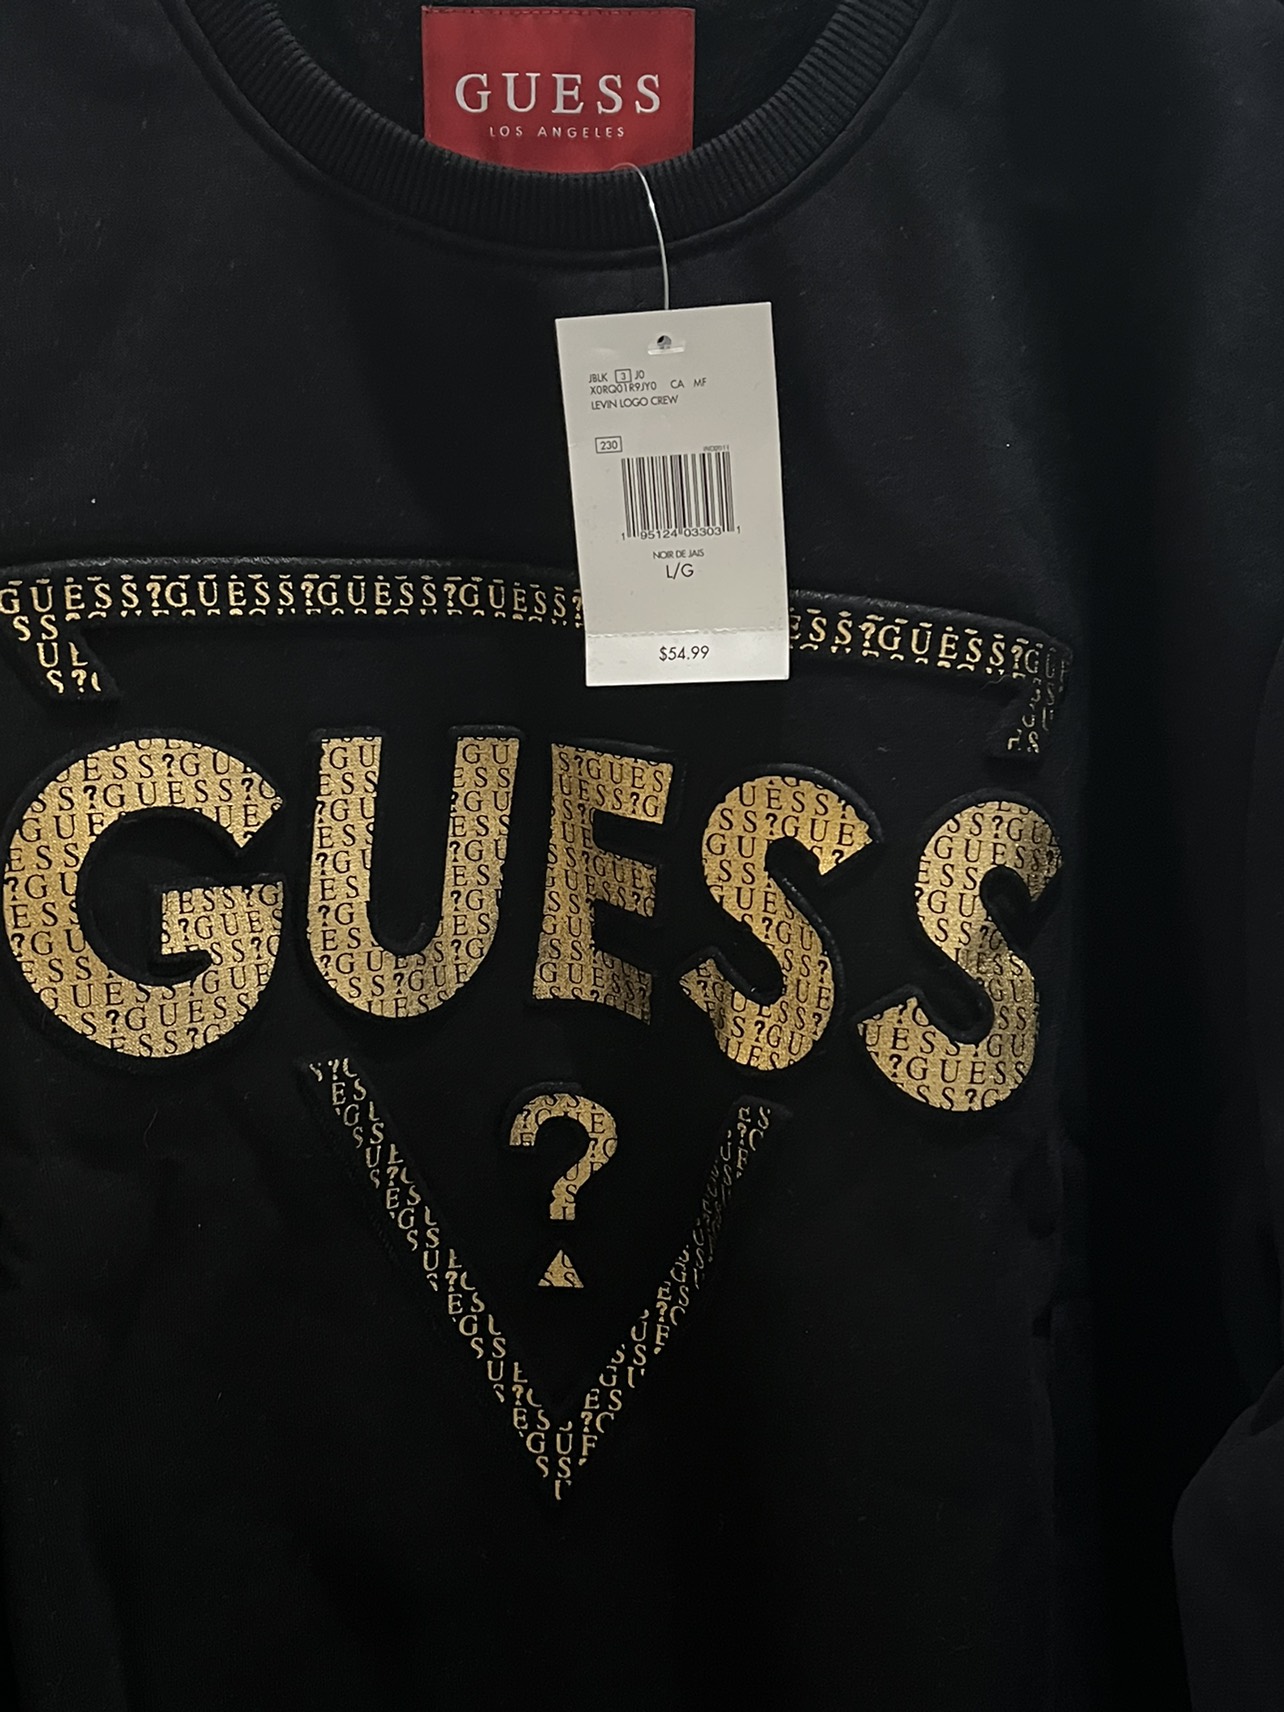 GUESS
LOS ANGELES
JBLK 3 J0
X0RQ01R9JY0 CA MF
LEVIN LOGO CREW
230
1 95124 03303 1
NOIR DE JAIS
L/G
$54.99
GUESS?GUESS?GUESS?GUESS?
ESS?GUESS?G
GUESS
?